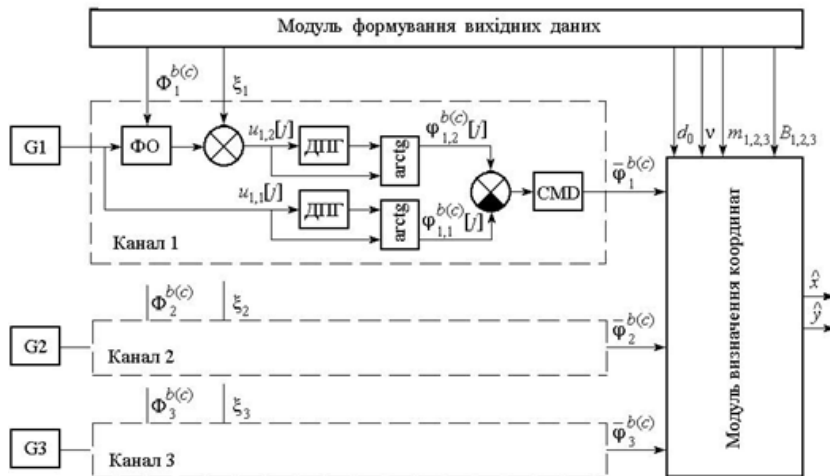 Модуль формування вихідних даних
Φ₁ᵇ⁽ᶜ⁾ ξ₁
d₀ ν m₁,₂,₃ B₁,₂,₃
G1
ФО
u₁,₂[j]
ДПГ
arctg
φ₁,₂ᵇ⁽ᶜ⁾[j]
u₁,₁[j]
ДПГ
arctg
φ₁,₁ᵇ⁽ᶜ⁾[j]
CMD
φ̄₁ᵇ⁽ᶜ⁾
Канал 1
Φ₂ᵇ⁽ᶜ⁾ ξ₂
G2
Канал 2
φ̄₂ᵇ⁽ᶜ⁾
Φ₃ᵇ⁽ᶜ⁾ ξ₃
G3
Канал 3
φ̄₃ᵇ⁽ᶜ⁾
Модуль визначення координат
x̂
ŷ